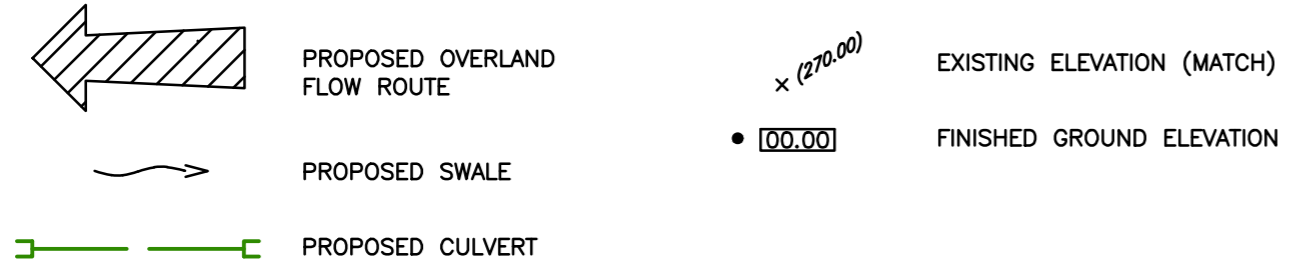 PROPOSED OVERLAND
FLOW ROUTE
PROPOSED SWALE
PROPOSED CULVERT
× (270.00)
EXISTING ELEVATION (MATCH)
00.00
FINISHED GROUND ELEVATION